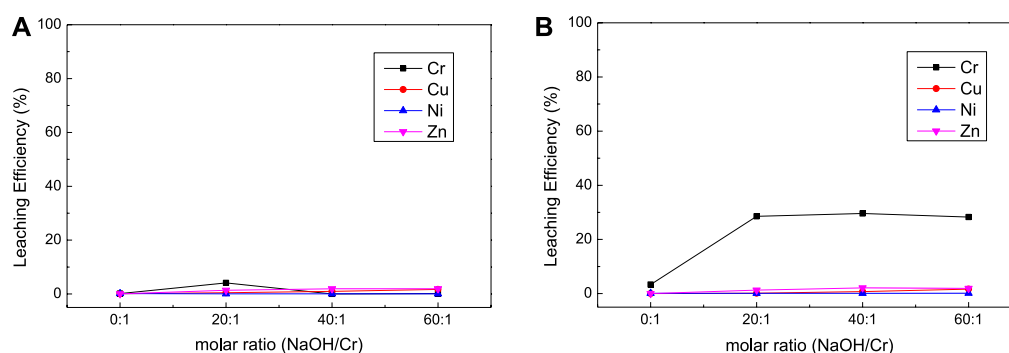 A
100
80
60
40
20
0
Leaching Efficiency (%)
Cr
Cu
Ni
Zn
0:1 20:1 40:1 60:1
molar ratio (NaOH/Cr)
B
100
80
60
40
20
0
Leaching Efficiency (%)
Cr
Cu
Ni
Zn
0:1 20:1 40:1 60:1
molar ratio (NaOH/Cr)